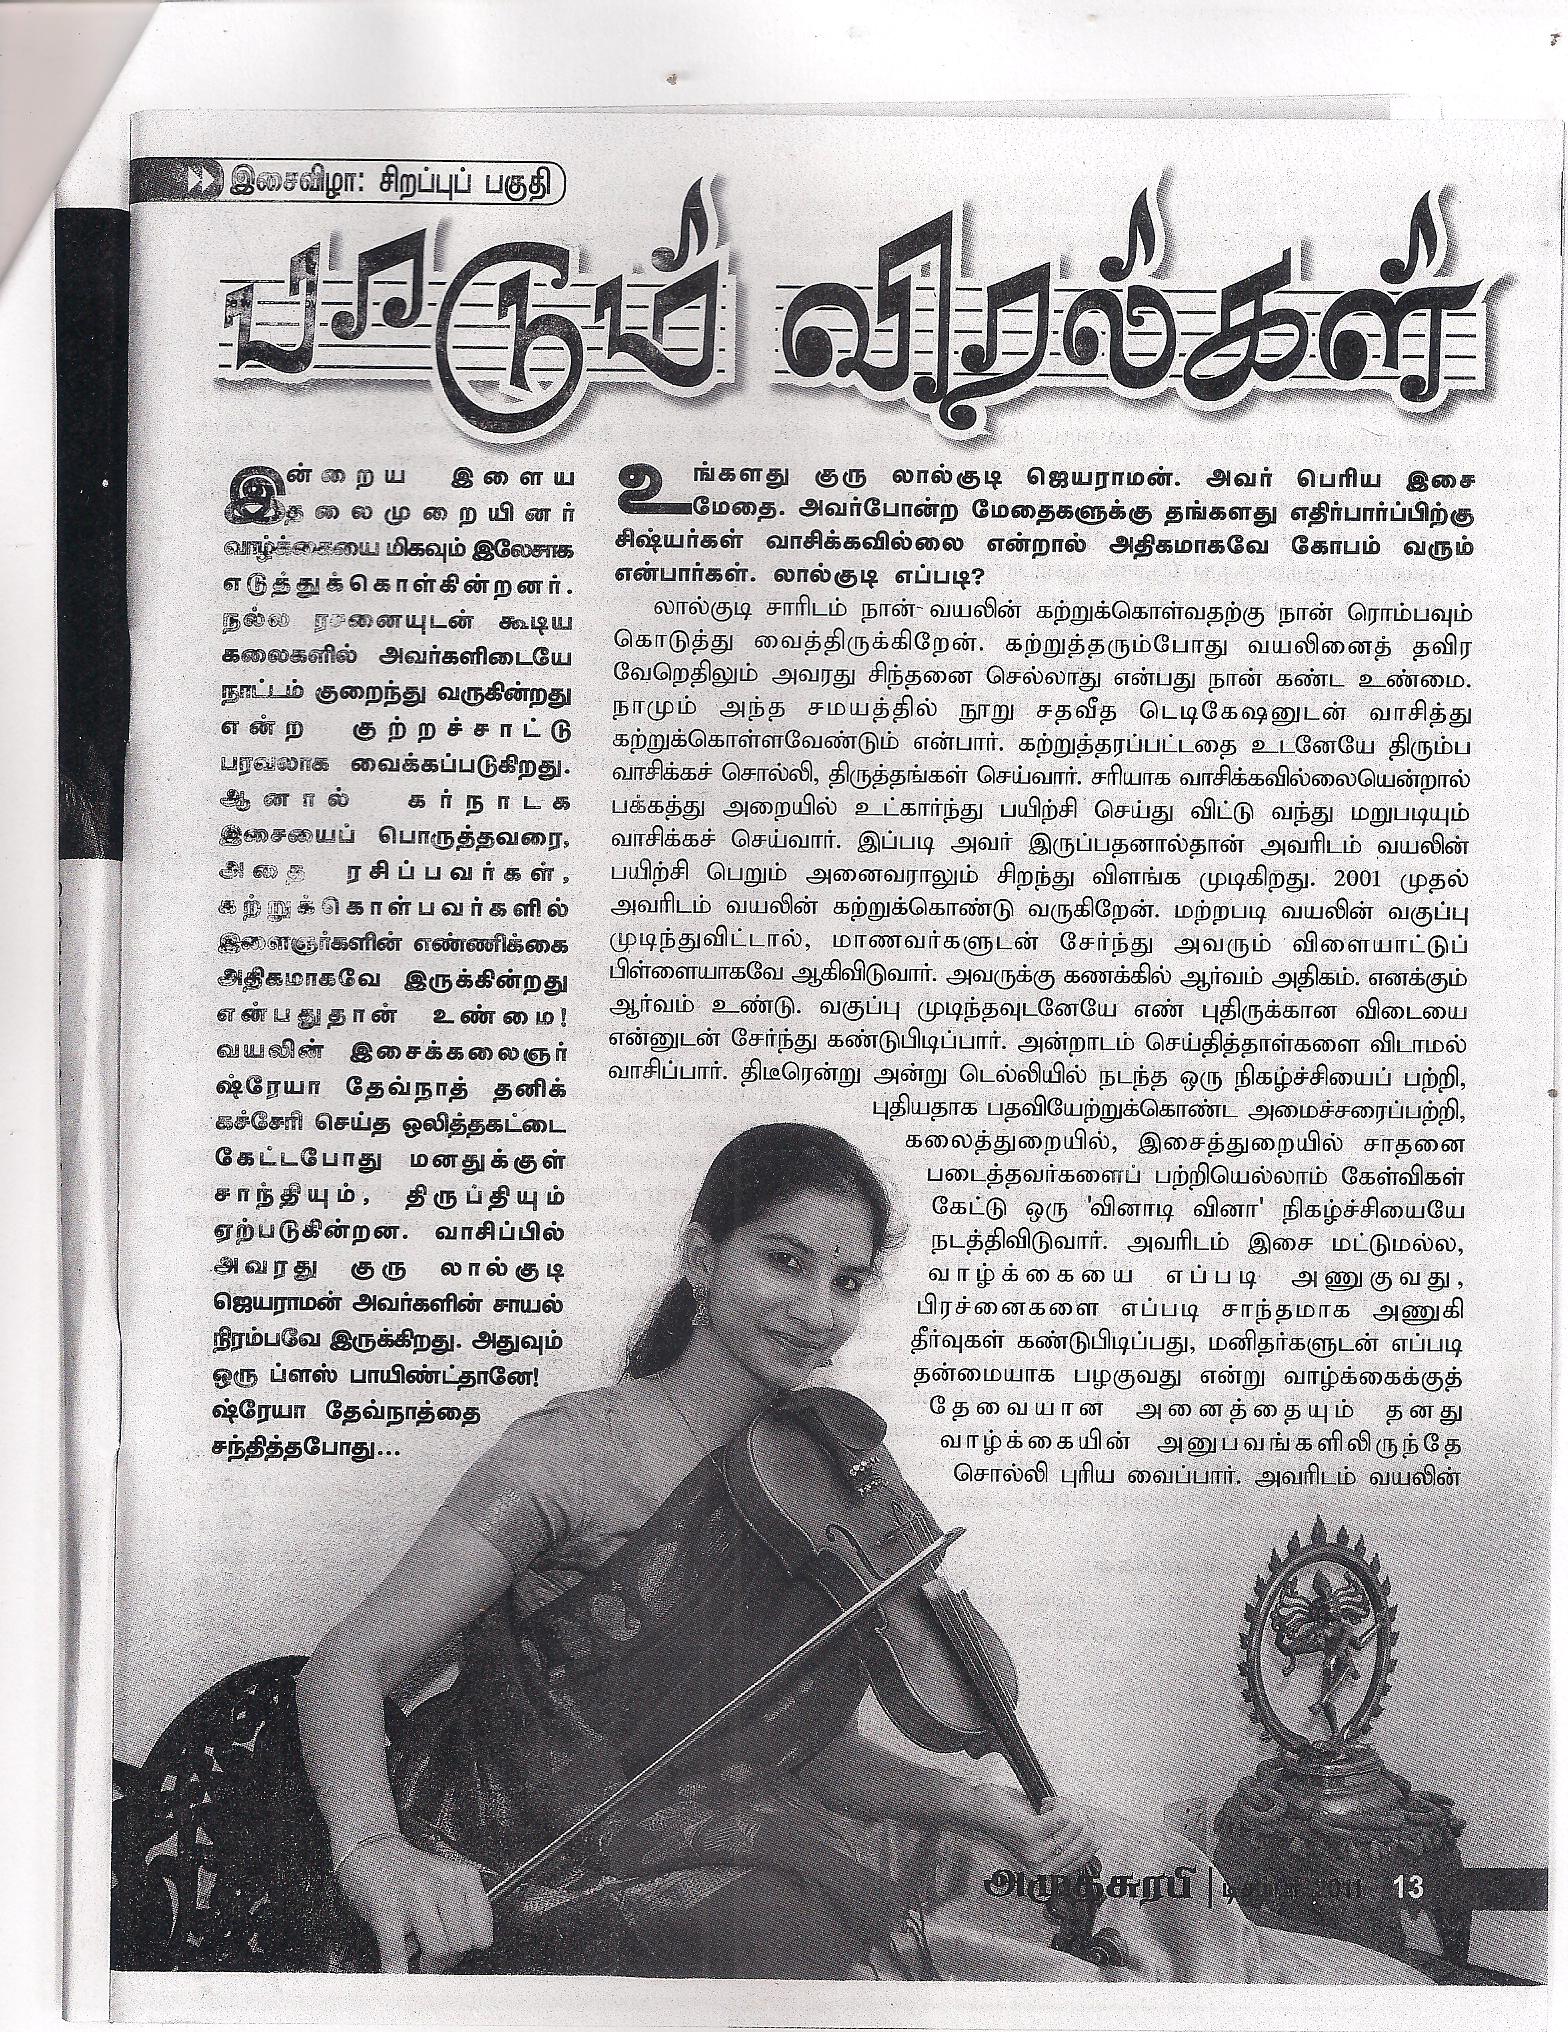 இசைவிழா: சிறப்புப் பகுதி
பாடும் விரல்கள்
இன்றைய இளைய
தலைமுறையினர்
வாழ்க்கையை மிகவும் இலேசாக
எடுத்துக்கொள்கின்றனர்.
நல்ல ரசனையுடன் கூடிய
கலைகளில் அவர்களிடையே
நாட்டம் குறைந்து வருகின்றது
என்ற குற்றச்சாட்டு
பரவலாக வைக்கப்படுகிறது.
ஆனால் கர்நாடக
இசையைப் பொருத்தவரை,
அதை ரசிப்பவர்கள்,
கற்றுக்கொள்பவர்களில்
இளைஞர்களின் எண்ணிக்கை
அதிகமாகவே இருக்கின்றது
என்பதுதான் உண்மை!
வயலின் இசைக்கலைஞர்
ஷ்ரேயா தேவ்நாத் தனிக்
கச்சேரி செய்த ஒலித்தகட்டை
கேட்டபோது மனதுக்குள்
சாந்தியும், திருப்தியும்
ஏற்படுகின்றன. வாசிப்பில்
அவரது குரு லால்குடி
ஜெயராமன் அவர்களின் சாயல்
நிரம்பவே இருக்கிறது. அதுவும்
ஒரு ப்ளஸ் பாயிண்ட்தானே!
ஷ்ரேயா தேவ்நாத்தை
சந்தித்தபோது...
உங்களது குரு லால்குடி ஜெயராமன். அவர் பெரிய இசை
மேதை. அவர்போன்ற மேதைகளுக்கு தங்களது எதிர்பார்ப்பிற்கு
சிஷ்யர்கள் வாசிக்கவில்லை என்றால் அதிகமாகவே கோபம் வரும்
என்பார்கள். லால்குடி எப்படி?
லால்குடி சாரிடம் நான் வயலின் கற்றுக்கொள்வதற்கு நான் ரொம்பவும்
கொடுத்து வைத்திருக்கிறேன். கற்றுத்தரும்போது வயலினைத் தவிர
வேறெதிலும் அவரது சிந்தனை செல்லாது என்பது நான் கண்ட உண்மை.
நாமும் அந்த சமயத்தில் நூறு சதவீத டெடிகேஷனுடன் வாசித்து
கற்றுக்கொள்ளவேண்டும் என்பார். கற்றுத்தரப்பட்டதை உடனேயே திரும்ப
வாசிக்கச் சொல்லி, திருத்தங்கள் செய்வார். சரியாக வாசிக்கவில்லையென்றால்
பக்கத்து அறையில் உட்கார்ந்து பயிற்சி செய்து விட்டு வந்து மறுபடியும்
வாசிக்கச் செய்வார். இப்படி அவர் இருப்பதனால்தான் அவரிடம் வயலின்
பயிற்சி பெறும் அனைவராலும் சிறந்து விளங்க முடிகிறது. 2001 முதல்
அவரிடம் வயலின் கற்றுக்கொண்டு வருகிறேன். மற்றபடி வயலின் வகுப்பு
முடிந்துவிட்டால், மாணவர்களுடன் சேர்ந்து அவரும் விளையாட்டுப்
பிள்ளையாகவே ஆகிவிடுவார். அவருக்கு கணக்கில் ஆர்வம் அதிகம். எனக்கும்
ஆர்வம் உண்டு. வகுப்பு முடிந்தவுடனேயே எண் புதிருக்கான விடையை
என்னுடன் சேர்ந்து கண்டுபிடிப்பார். அன்றாடம் செய்தித்தாள்களை விடாமல்
வாசிப்பார். திடீரென்று அன்று டெல்லியில் நடந்த ஒரு நிகழ்ச்சியைப் பற்றி,
புதியதாக பதவியேற்றுக்கொண்ட அமைச்சரைப்பற்றி,
கலைத்துறையில், இசைத்துறையில் சாதனை
படைத்தவர்களைப் பற்றியெல்லாம் கேள்விகள்
கேட்டு ஒரு 'வினாடி வினா' நிகழ்ச்சியையே
நடத்திவிடுவார். அவரிடம் இசை மட்டுமல்ல,
வாழ்க்கையை எப்படி அணுகுவது,
பிரச்னைகளை எப்படி சாந்தமாக அணுகி
தீர்வுகள் கண்டுபிடிப்பது, மனிதர்களுடன் எப்படி
தன்மையாக பழகுவது என்று வாழ்க்கைக்குத்
தேவையான அனைத்தையும் தனது
வாழ்க்கையின் அனுபவங்களிலிருந்தே
சொல்லி புரிய வைப்பார். அவரிடம் வயலின்
அமுதசுரபி | டிசம்பர் 2011 13